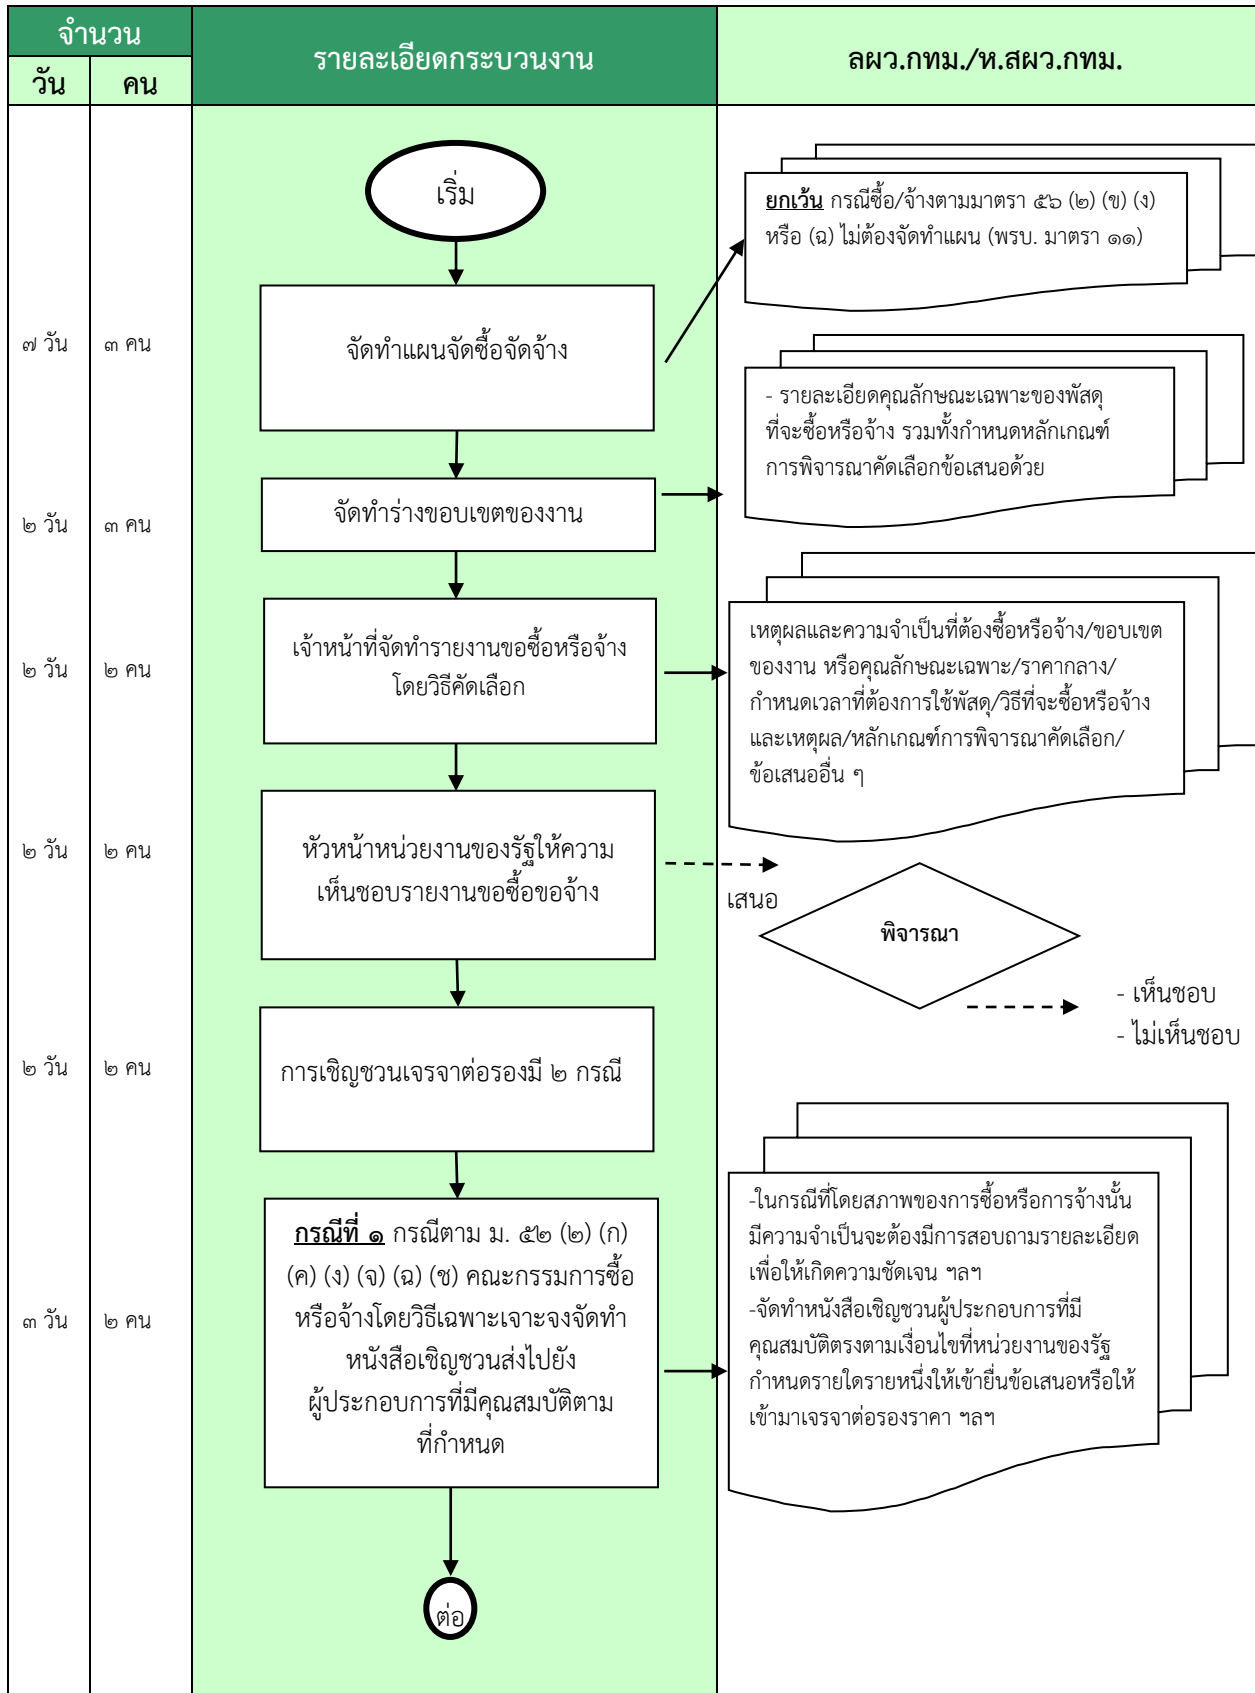 จำนวน
วัน
คน
รายละเอียดกระบวนงาน
ลผว.กทม./ห.สผว.กทม.
เริ่ม
ยกเว้น กรณีซื้อ/จ้างตามมาตรา ๕๖ (๒) (ข) (ง)
หรือ (ฉ) ไม่ต้องจัดทำแผน (พรบ. มาตรา ๑๑)
๗ วัน
๓ คน
จัดทำแผนจัดซื้อจัดจ้าง
- รายละเอียดคุณลักษณะเฉพาะของพัสดุ
ที่จะซื้อหรือจ้าง รวมทั้งกำหนดหลักเกณฑ์
การพิจารณาคัดเลือกข้อเสนอด้วย
๒ วัน
๓ คน
จัดทำร่างขอบเขตของงาน
๒ วัน
๒ คน
เจ้าหน้าที่จัดทำรายงานขอซื้อหรือจ้าง
โดยวิธีคัดเลือก
เหตุผลและความจำเป็นที่ต้องซื้อหรือจ้าง/ขอบเขต
ของงาน หรือคุณลักษณะเฉพาะ/ราคากลาง/
กำหนดเวลาที่ต้องการใช้พัสดุ/วิธีที่จะซื้อหรือจ้าง
และเหตุผล/หลักเกณฑ์การพิจารณาคัดเลือก/
ข้อเสนออื่น ๆ
๒ วัน
๒ คน
หัวหน้าหน่วยงานของรัฐให้ความ
เห็นชอบรายงานขอซื้อขอจ้าง
เสนอ
พิจารณา
- เห็นชอบ
- ไม่เห็นชอบ
๒ วัน
๒ คน
การเชิญชวนเจรจาต่อรองมี ๒ กรณี
๓ วัน
๒ คน
กรณีที่ ๑ กรณีตาม ม. ๕๒ (๒) (ก)
(ค) (ง) (จ) (ฉ) (ช) คณะกรรมการซื้อ
หรือจ้างโดยวิธีเฉพาะเจาะจงจัดทำ
หนังสือเชิญชวนส่งไปยัง
ผู้ประกอบการที่มีคุณสมบัติตาม
ที่กำหนด
-ในกรณีที่โดยสภาพของการซื้อหรือการจ้างนั้น
มีความจำเป็นจะต้องมีการสอบถามรายละเอียด
เพื่อให้เกิดความชัดเจน ฯลฯ
-จัดทำหนังสือเชิญชวนผู้ประกอบการที่มี
คุณสมบัติตรงตามเงื่อนไขที่หน่วยงานของรัฐ
กำหนดรายใดรายหนึ่งให้เข้ายื่นข้อเสนอหรือให้
เข้ามาเจรจาต่อรองราคา ฯลฯ
ต่อ